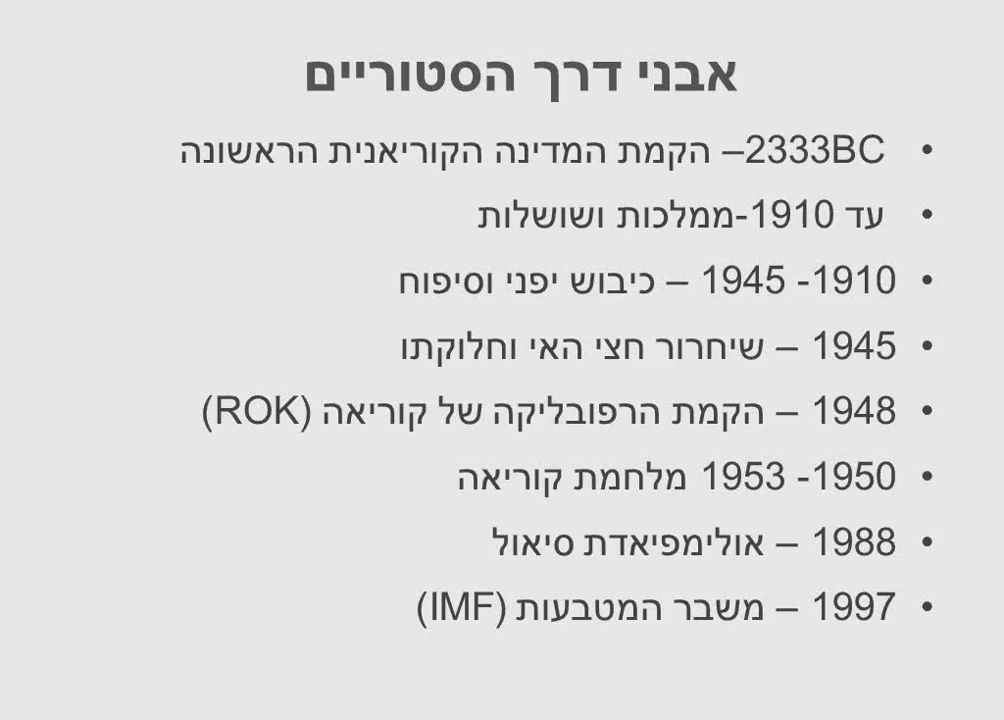 אבני דרך הסטוריים
• 2333BC– הקמת המדינה הקוריאנית הראשונה
• עד 1910-ממלכות ושושלות
• 1910- 1945 – כיבוש יפני וסיפוח
• 1945 – שיחרור חצי האי וחלוקתו
• 1948 – הקמת הרפובליקה של קוריאה (ROK)
• 1950- 1953 מלחמת קוריאה
• 1988 – אולימפיאדת סיאול
• 1997 – משבר המטבעות (IMF)